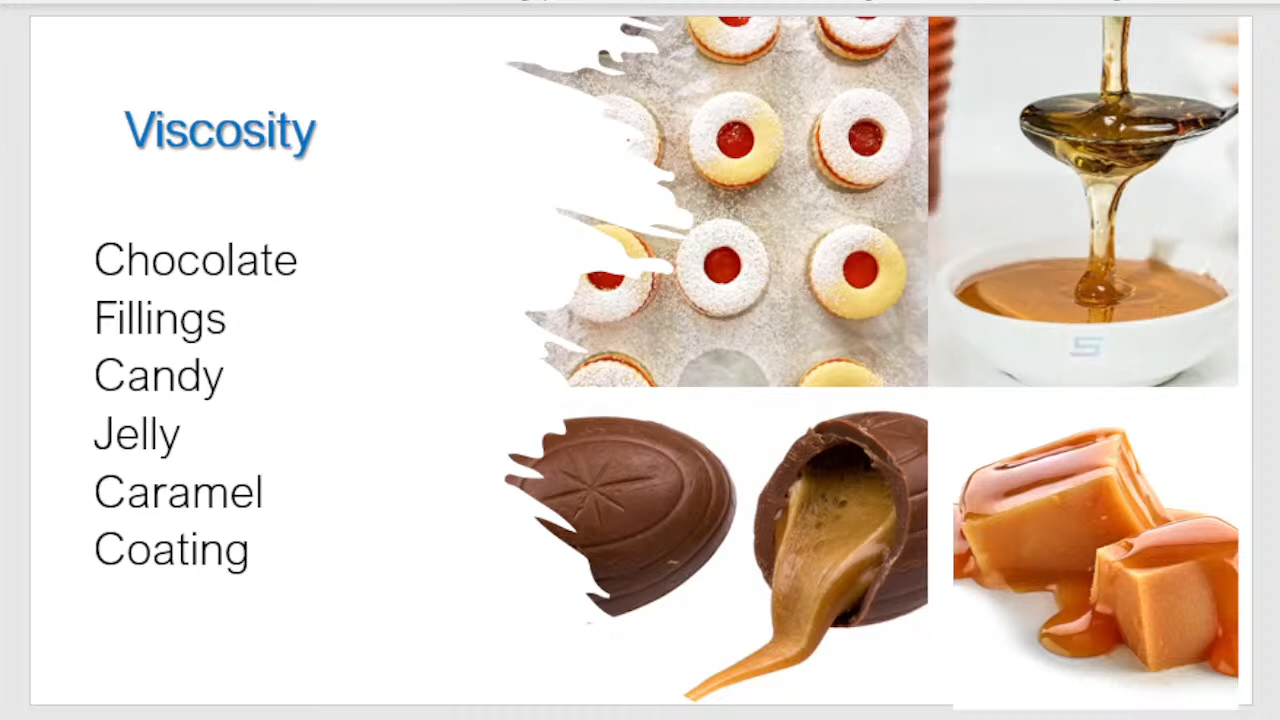 Viscosity
Chocolate
Fillings
Candy
Jelly
Caramel
Coating